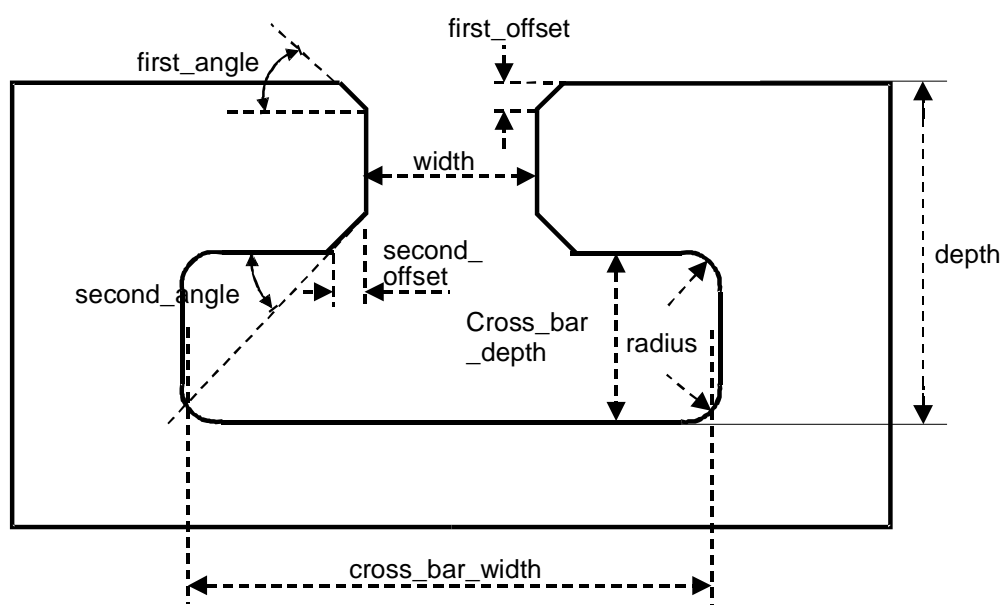 first_offset
first_angle
width
second_
offset
depth
second_angle
Cross_bar
_depth
radius
cross_bar_width